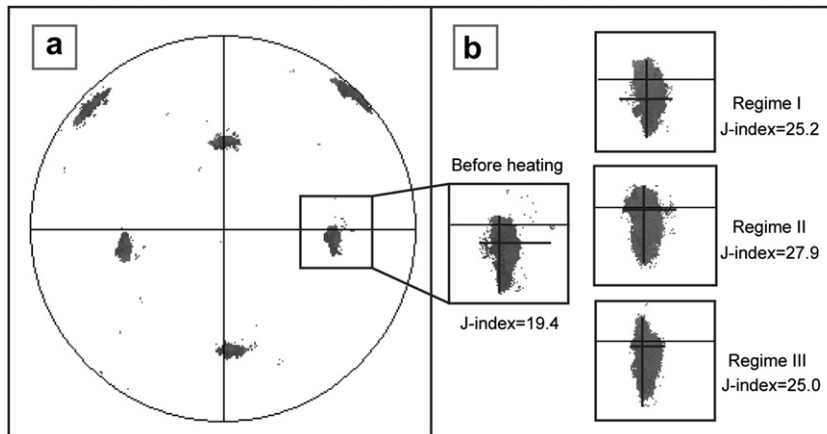 a
b
Before heating
J-index=19.4
Regime I
J-index=25.2
Regime II
J-index=27.9
Regime III
J-index=25.0